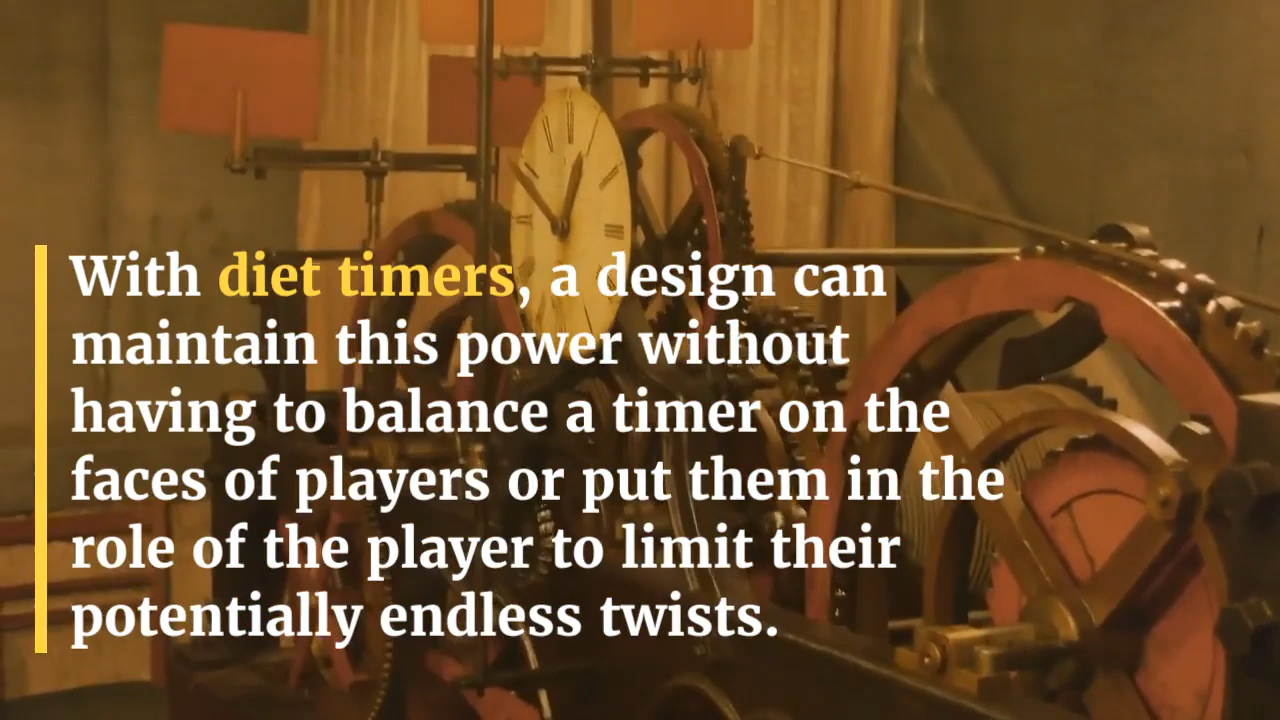 With diet timers, a design can
maintain this power without
having to balance a timer on the
faces of players or put them in the
role of the player to limit their
potentially endless twists.